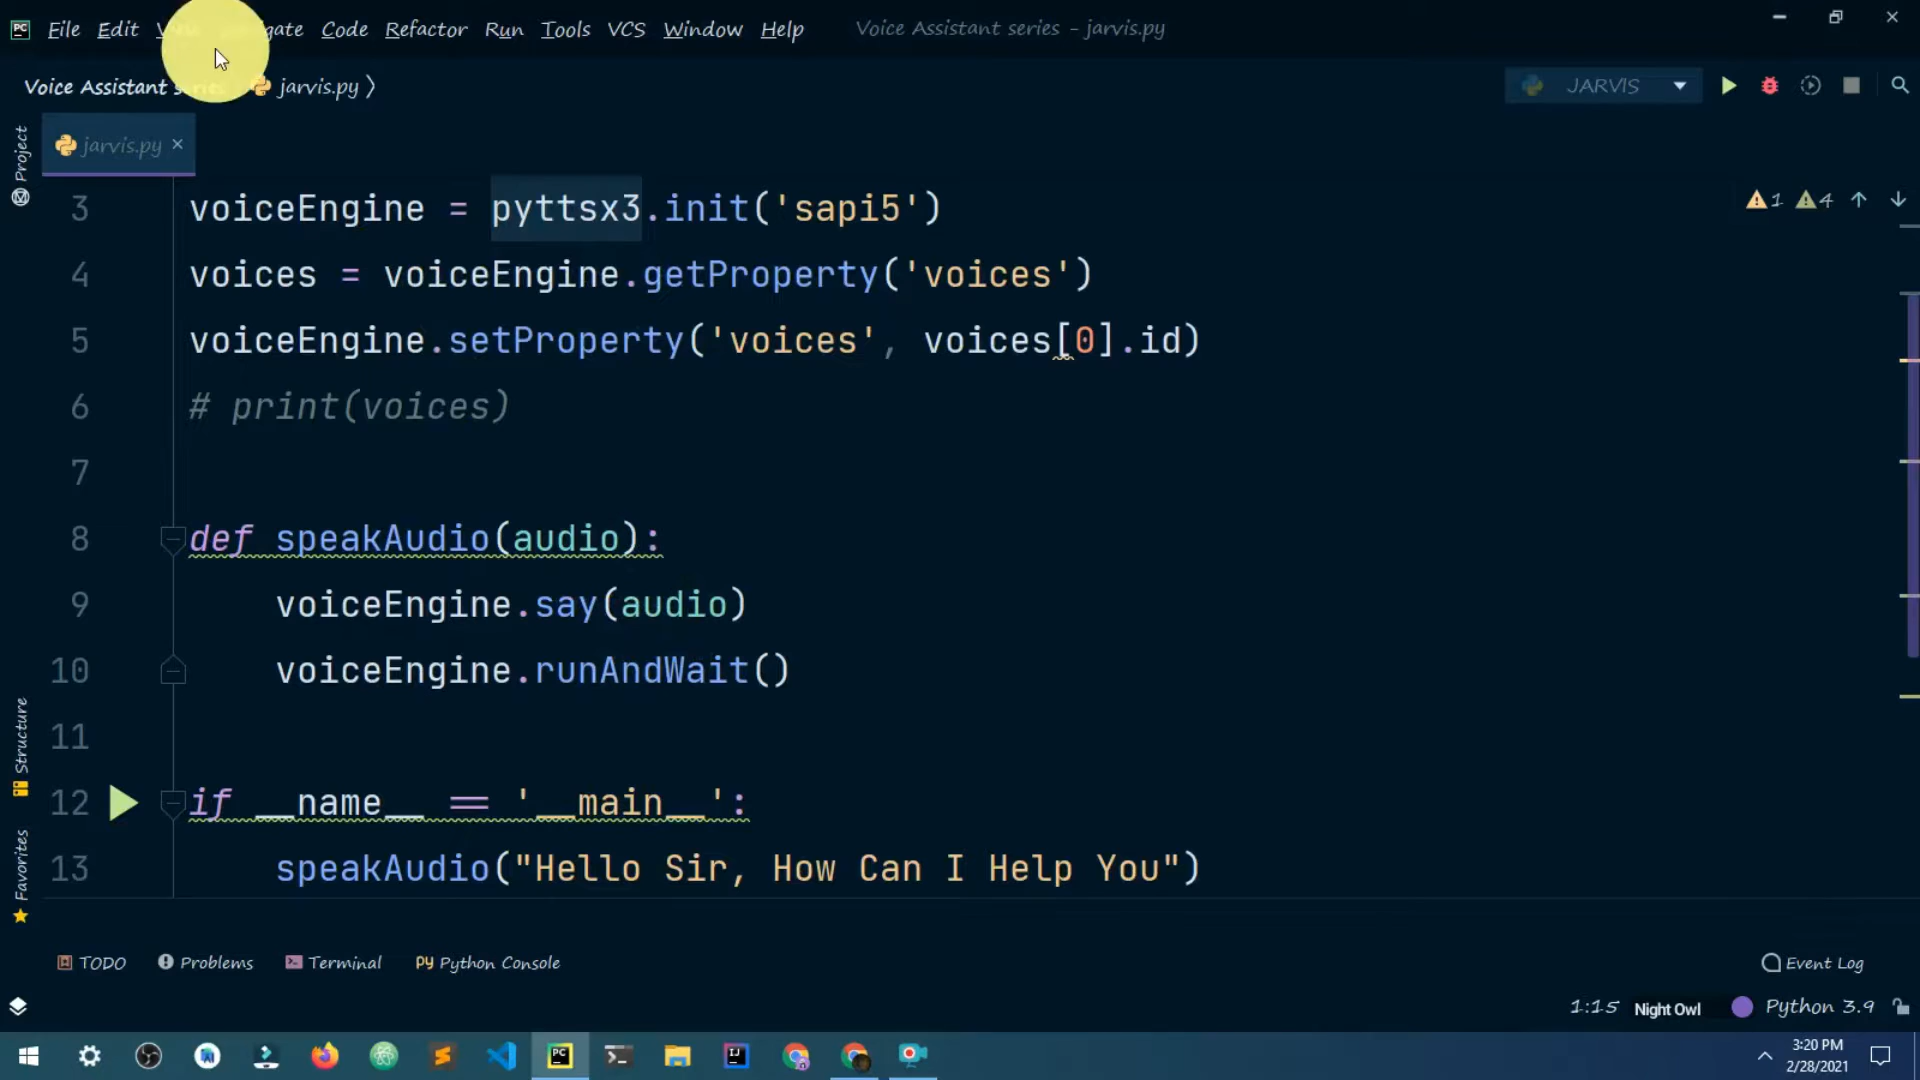 File Edit Code Refactor Run Tools VCS Window Help Voice Assistant series - jarvis.py
Voice Assistant jarvis.py
JARVIS
jarvis.py
Project
3 voiceEngine = pyttsx3.init('sapi5')
1 4
4 voices = voiceEngine.getProperty('voices')
5 voiceEngine.setProperty('voices', voices[0].id)
6 # print(voices)
7
8 def speakAudio(audio):
9 voiceEngine.say(audio)
10 voiceEngine.runAndWait()
11
12 if __name__ == '__main__':
13 speakAudio("Hello Sir, How Can I Help You")
Structure
Favorites
TODO Problems Terminal Python Console Event Log
1:15 Night Owl Python 3.9
3:20 PM
2/28/2021